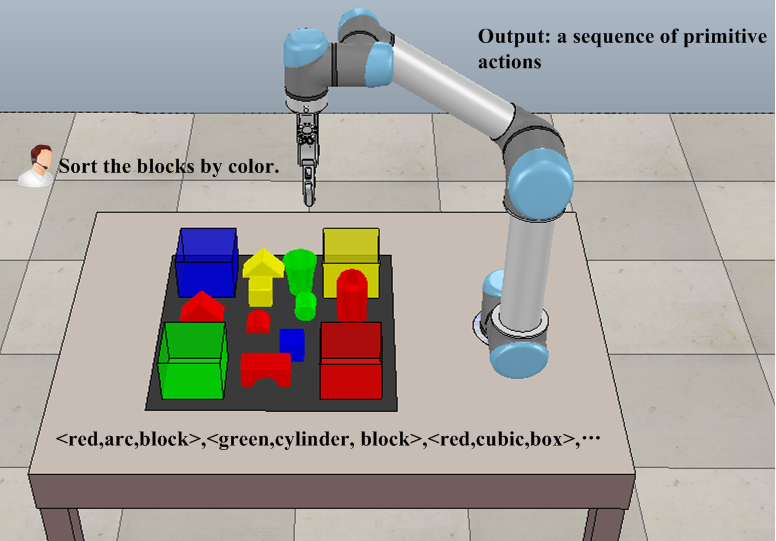 Output: a sequence of primitive
actions
Sort the blocks by color.
<red,arc,block>,<green,cylinder, block>,<red,cubic,box>,···